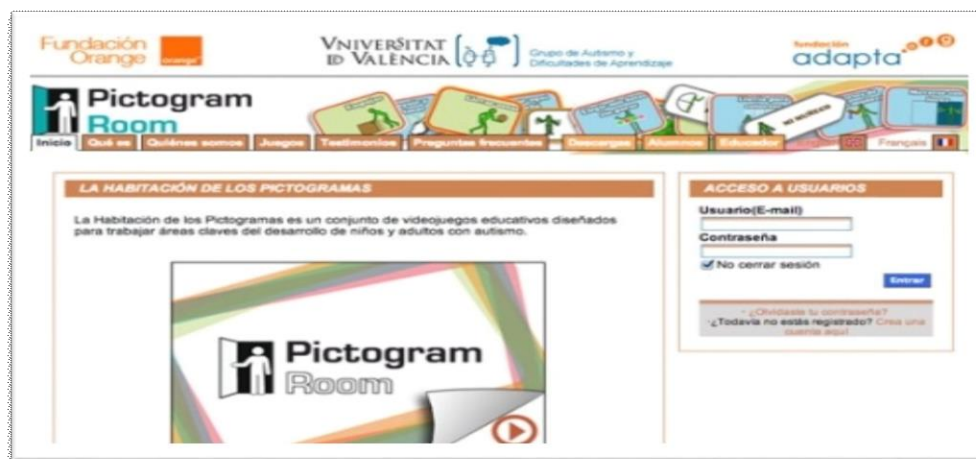 Fundación
Orange
orange
VNIVERSITAT
ID VALÈNCIA
Grupo de Autismo y
Dificultades de Aprendizaje
fundación
adapta.org
Pictogram
Room
Inicio Qué es Quiénes somos Juegos Testimonios Preguntas frecuentes Descargas Alumnos Educador English Français
LA HABITACIÓN DE LOS PICTOGRAMAS
La Habitación de los Pictogramas es un conjunto de videojuegos educativos diseñados
para trabajar áreas claves del desarrollo de niños y adultos con autismo.
Pictogram
Room
ACCESO A USUARIOS
Usuario(E-mail)
Contraseña
No cerrar sesión
Entrar
- ¿Olvidaste tu contraseña?
-¿Todavía no estás registrado? Crea una
cuenta aquí